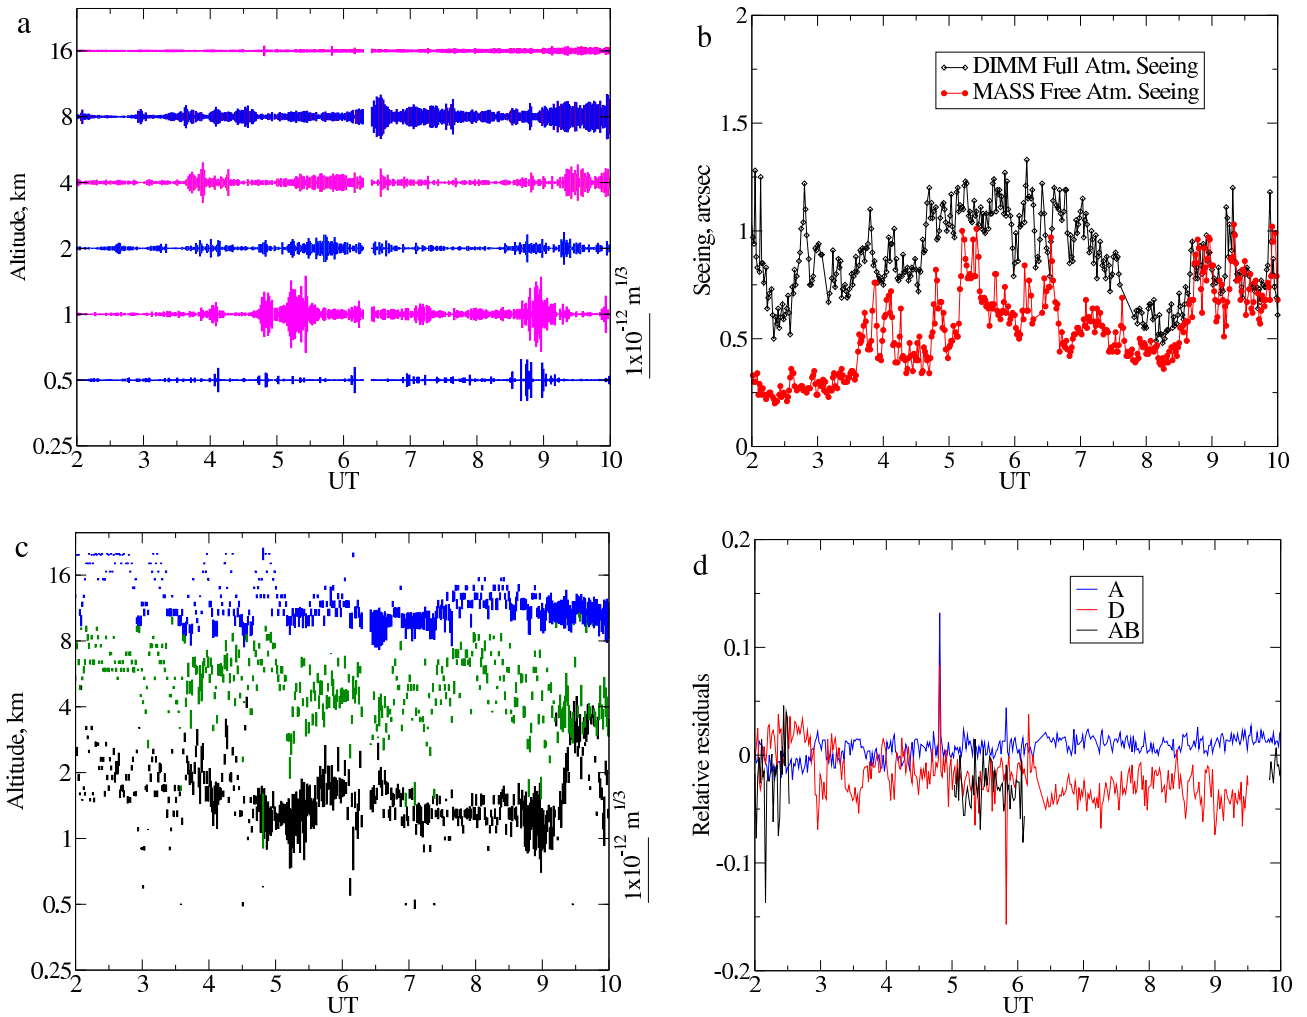 a
16
8
4
2
1
0.5
0.25
Altitude, km
2 3 4 5 6 7 8 9 10
UT
1x10^-12 m^1/3
b
2
1.5
1
0.5
0
Seeing, arcsec
DIMM Full Atm. Seeing
MASS Free Atm. Seeing
2 3 4 5 6 7 8 9 10
UT
c
16
8
4
2
1
0.5
0.25
Altitude, km
2 3 4 5 6 7 8 9 10
UT
1x10^-12 m^1/3
d
0.2
0.1
0
-0.1
-0.2
Relative residuals
A
D
AB
2 3 4 5 6 7 8 9 10
UT